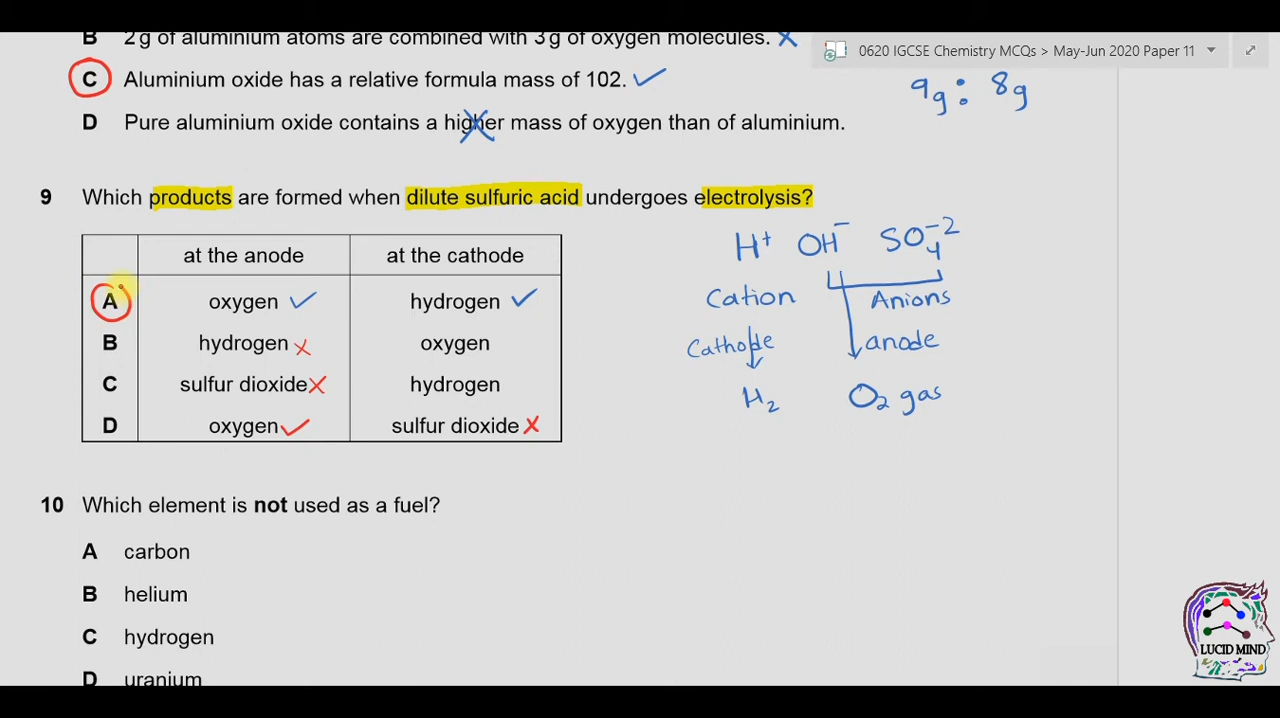 B 2 g of aluminium atoms are combined with 3 g of oxygen molecules.
0620 IGCSE Chemistry MCQs > May-Jun 2020 Paper 11
C Aluminium oxide has a relative formula mass of 102.
9g : 8g
D Pure aluminium oxide contains a higher mass of oxygen than of aluminium.
9 Which products are formed when dilute sulfuric acid undergoes electrolysis?
at the anode at the cathode
A oxygen hydrogen
B hydrogen oxygen
C sulfur dioxide hydrogen
D oxygen sulfur dioxide
H+ OH− SO4−2
Cation Anions
Cathode anode
H2 O2 gas
10 Which element is not used as a fuel?
A carbon
B helium
C hydrogen
D uranium
LUCID MIND